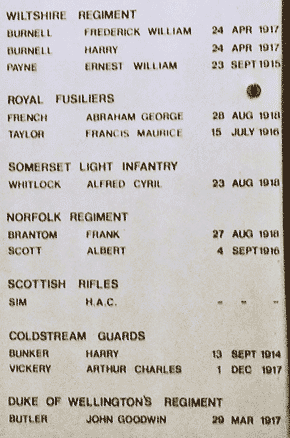 WILTSHIRE REGIMENT
BURNELL FREDERICK WILLIAM 24 APR 1917
BURNELL HARRY 24 APR 1917
PAYNE ERNEST WILLIAM 23 SEPT 1915
ROYAL FUSILIERS
FRENCH ABRAHAM GEORGE 28 AUG 1918
TAYLOR FRANCIS MAURICE 15 JULY 1916
SOMERSET LIGHT INFANTRY
WHITLOCK ALFRED CYRIL 23 AUG 1918
NORFOLK REGIMENT
BRANTOM FRANK 27 AUG 1918
SCOTT ALBERT 4 SEPT 1916
SCOTTISH RIFLES
SIM H.A.C. - - -
COLDSTREAM GUARDS
BUNKER HARRY 13 SEPT 1914
VICKERY ARTHUR CHARLES 1 DEC 1917
DUKE OF WELLINGTON'S REGIMENT
BUTLER JOHN GOODWIN 29 MAR 1917